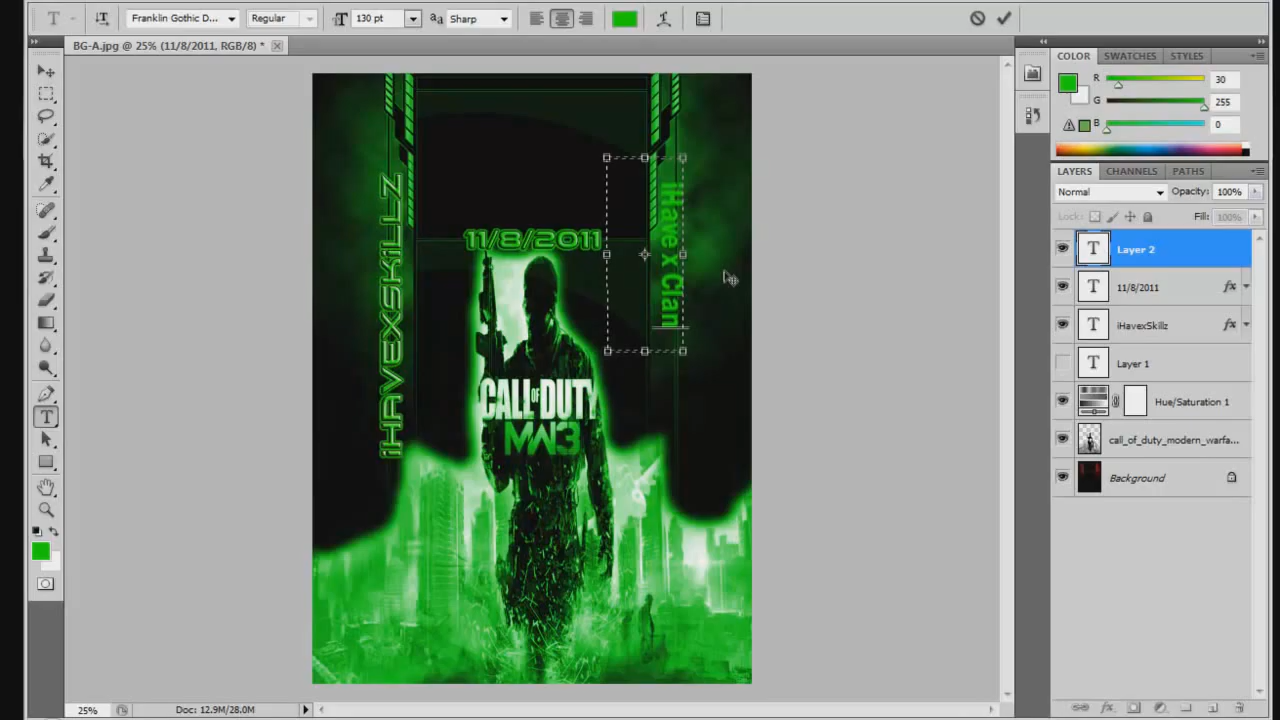 Franklin Gothic D...
Regular
130 pt
Sharp
BG-A.jpg @ 25% (11/8/2011, RGB/8) *
COLOR
SWATCHES
STYLES
R
30
G
255
B
0
LAYERS
CHANNELS
PATHS
Normal
Opacity:
100%
Lock:
Fill:
100%
T
Layer 2
T
11/8/2011
fx
T
iHavexSkillz
fx
T
Layer 1
Hue/Saturation 1
call_of_duty_modern_warfa...
Background
iHAVEXSKiLLZ
11/8/2011
iHave x Clan
CALL OF DUTY
MW3
25%
Doc: 12.9M/28.0M